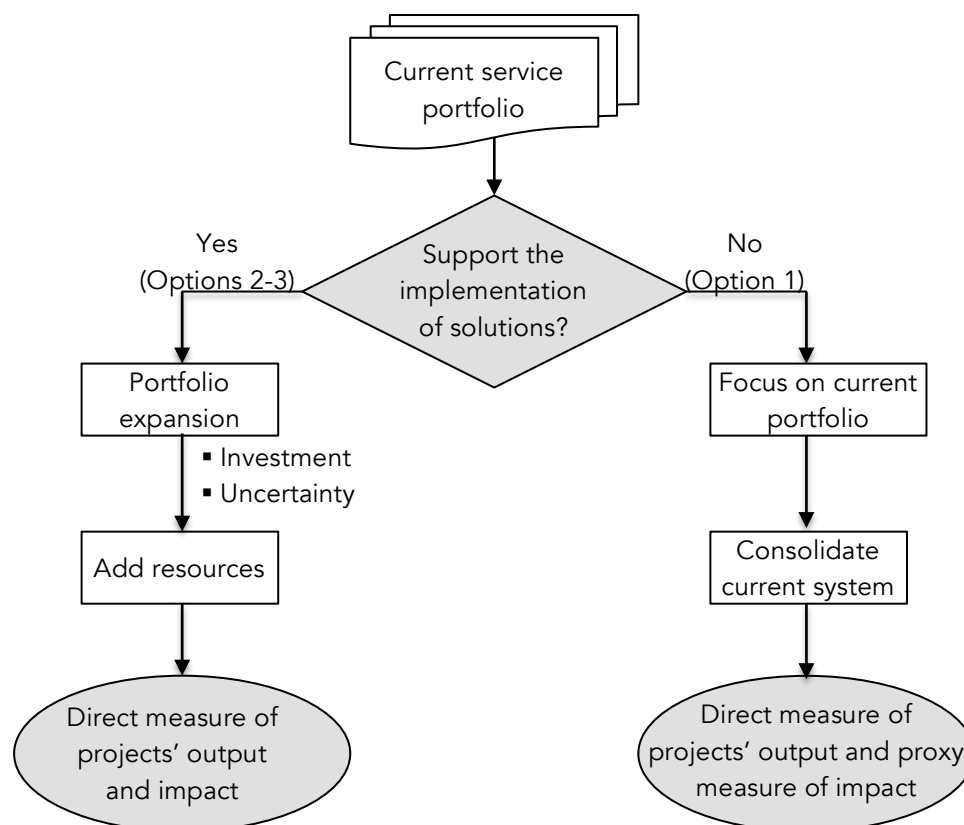 Current service
portfolio
Yes
(Options 2-3)
Support the
implementation
of solutions?
No
(Option 1)
Portfolio
expansion
▪ Investment
▪ Uncertainty
Add resources
Direct measure of
projects’ output
and impact
Focus on current
portfolio
Consolidate
current system
Direct measure of
projects’ output and proxy
measure of impact